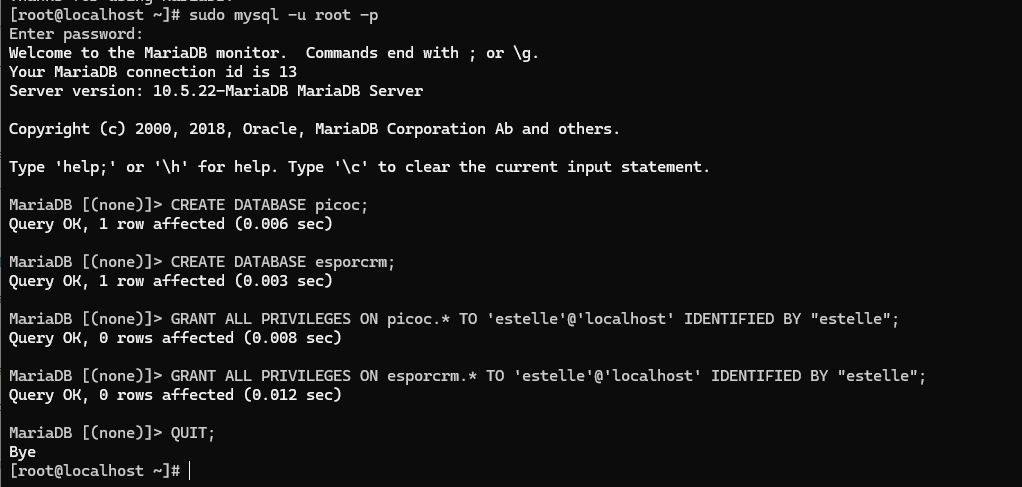 [root@localhost ~]# sudo mysql -u root -p
Enter password:
Welcome to the MariaDB monitor.  Commands end with ; or \g.
Your MariaDB connection id is 13
Server version: 10.5.22-MariaDB MariaDB Server
Copyright (c) 2000, 2018, Oracle, MariaDB Corporation Ab and others.
Type 'help;' or '\h' for help. Type '\c' to clear the current input statement.
MariaDB [(none)]> CREATE DATABASE picoc;
Query OK, 1 row affected (0.006 sec)
MariaDB [(none)]> CREATE DATABASE esporcrm;
Query OK, 1 row affected (0.003 sec)
MariaDB [(none)]> GRANT ALL PRIVILEGES ON picoc.* TO 'estelle'@'localhost' IDENTIFIED BY "estelle";
Query OK, 0 rows affected (0.008 sec)
MariaDB [(none)]> GRANT ALL PRIVILEGES ON esporcrm.* TO 'estelle'@'localhost' IDENTIFIED BY "estelle";
Query OK, 0 rows affected (0.012 sec)
MariaDB [(none)]> QUIT;
Bye
[root@localhost ~]#